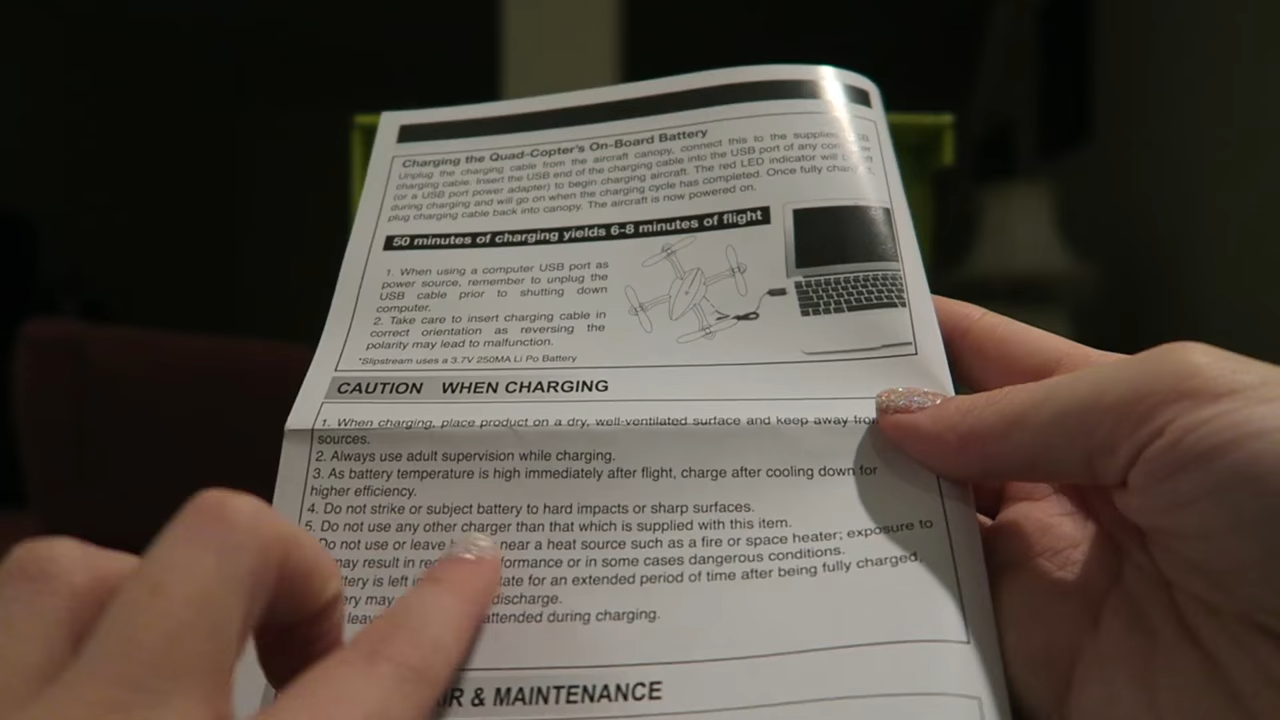 Charging the Quad-Copter's On-Board Battery
Unplug the charging cable from the aircraft canopy, connect this to the supplied USB
charging cable. Insert the USB end of the charging cable into the USB port of any
(or a USB port power adapter) to begin charging aircraft. The red LED indicator will
during charging and will go on when the charging cycle has completed. Once fully
plug charging cable back into canopy. The aircraft is now powered on.
50 minutes of charging yields 6-8 minutes of flight
1. When using a computer USB port as
power source, remember to unplug the
USB cable prior to shutting down
computer.
2. Take care to insert charging cable in
correct orientation as reversing the
polarity may lead to malfunction.
*Slipstream uses a 3.7V 250MA Li Po Battery
CAUTION WHEN CHARGING
1. When charging, place product on a dry, well-ventilated surface and keep away from
sources.
2. Always use adult supervision while charging.
3. As battery temperature is high immediately after flight, charge after cooling down for
higher efficiency.
4. Do not strike or subject battery to hard impacts or sharp surfaces.
5. Do not use any other charger than that which is supplied with this item.
Do not use or leave near a heat source such as a fire or space heater; exposure to
may result in or in some cases dangerous conditions.
is left for an extended period of time after being fully charged,
may discharge.
during charging.
& MAINTENANCE